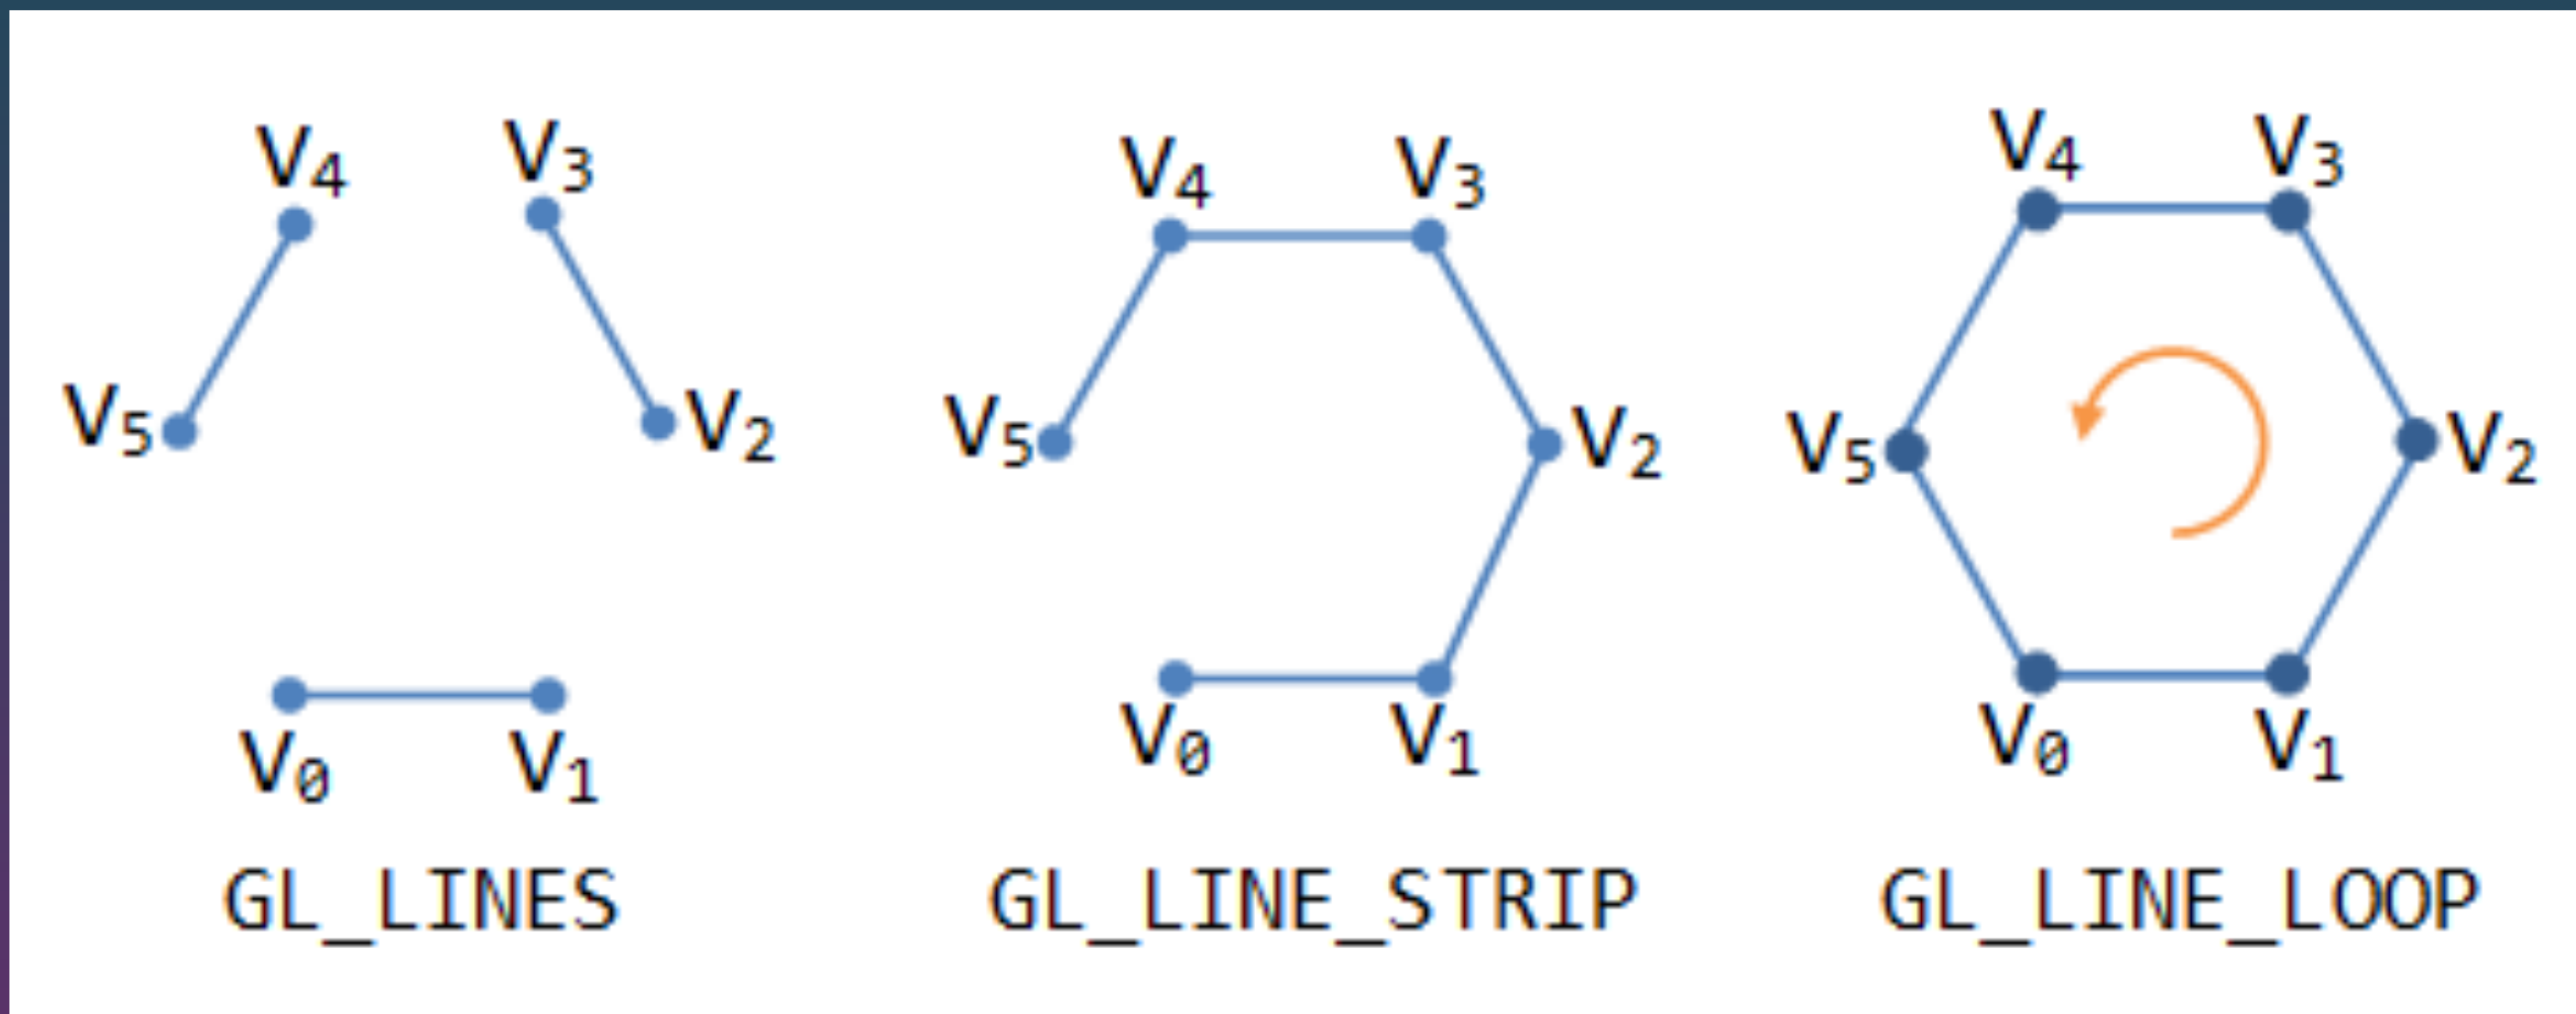 V4 V3
V5 V2
V0 V1
GL_LINES
V4 V3
V5 V2
V0 V1
GL_LINE_STRIP
V4 V3
V5 V2
V0 V1
GL_LINE_LOOP